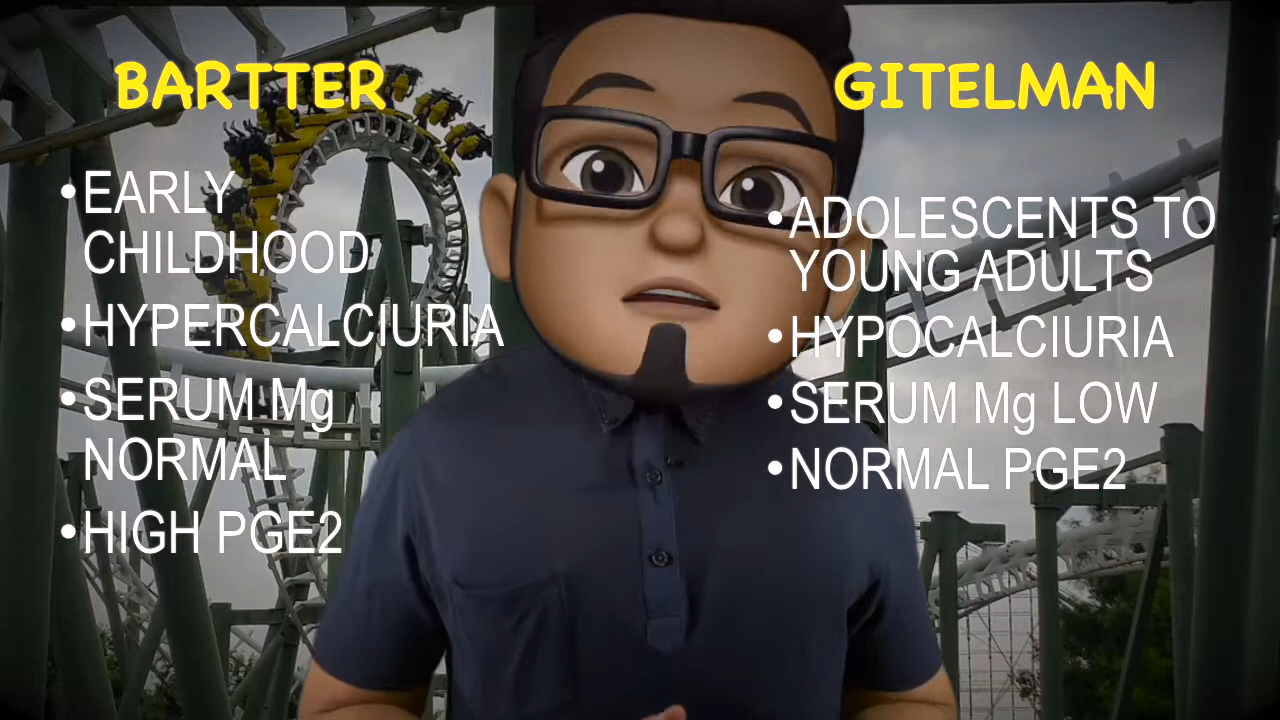 BARTTER
•EARLY
CHILDHOOD
•HYPERCALCIURIA
•SERUM Mg
NORMAL
•HIGH PGE2
GITELMAN
•ADOLESCENTS TO
YOUNG ADULTS
•HYPOCALCIURIA
•SERUM Mg LOW
•NORMAL PGE2